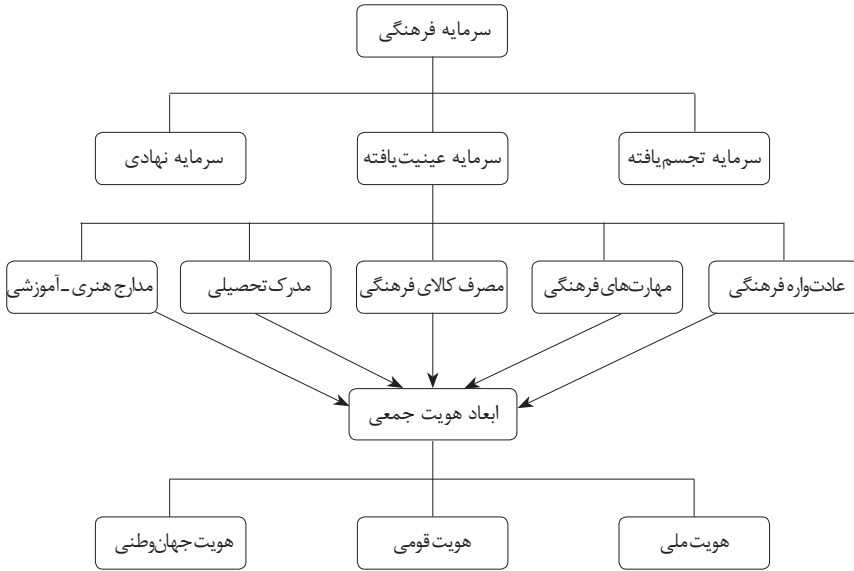 سرمایه فرهنگی
سرمایه تجسم‌یافته
سرمایه عینیت‌یافته
سرمایه نهادی
عادت‌واره فرهنگی
مهارت‌های فرهنگی
مصرف کالای فرهنگی
مدرک تحصیلی
مدارج هنری ـ آموزشی
ابعاد هویت جمعی
هویت ملی
هویت قومی
هویت جهان‌وطنی